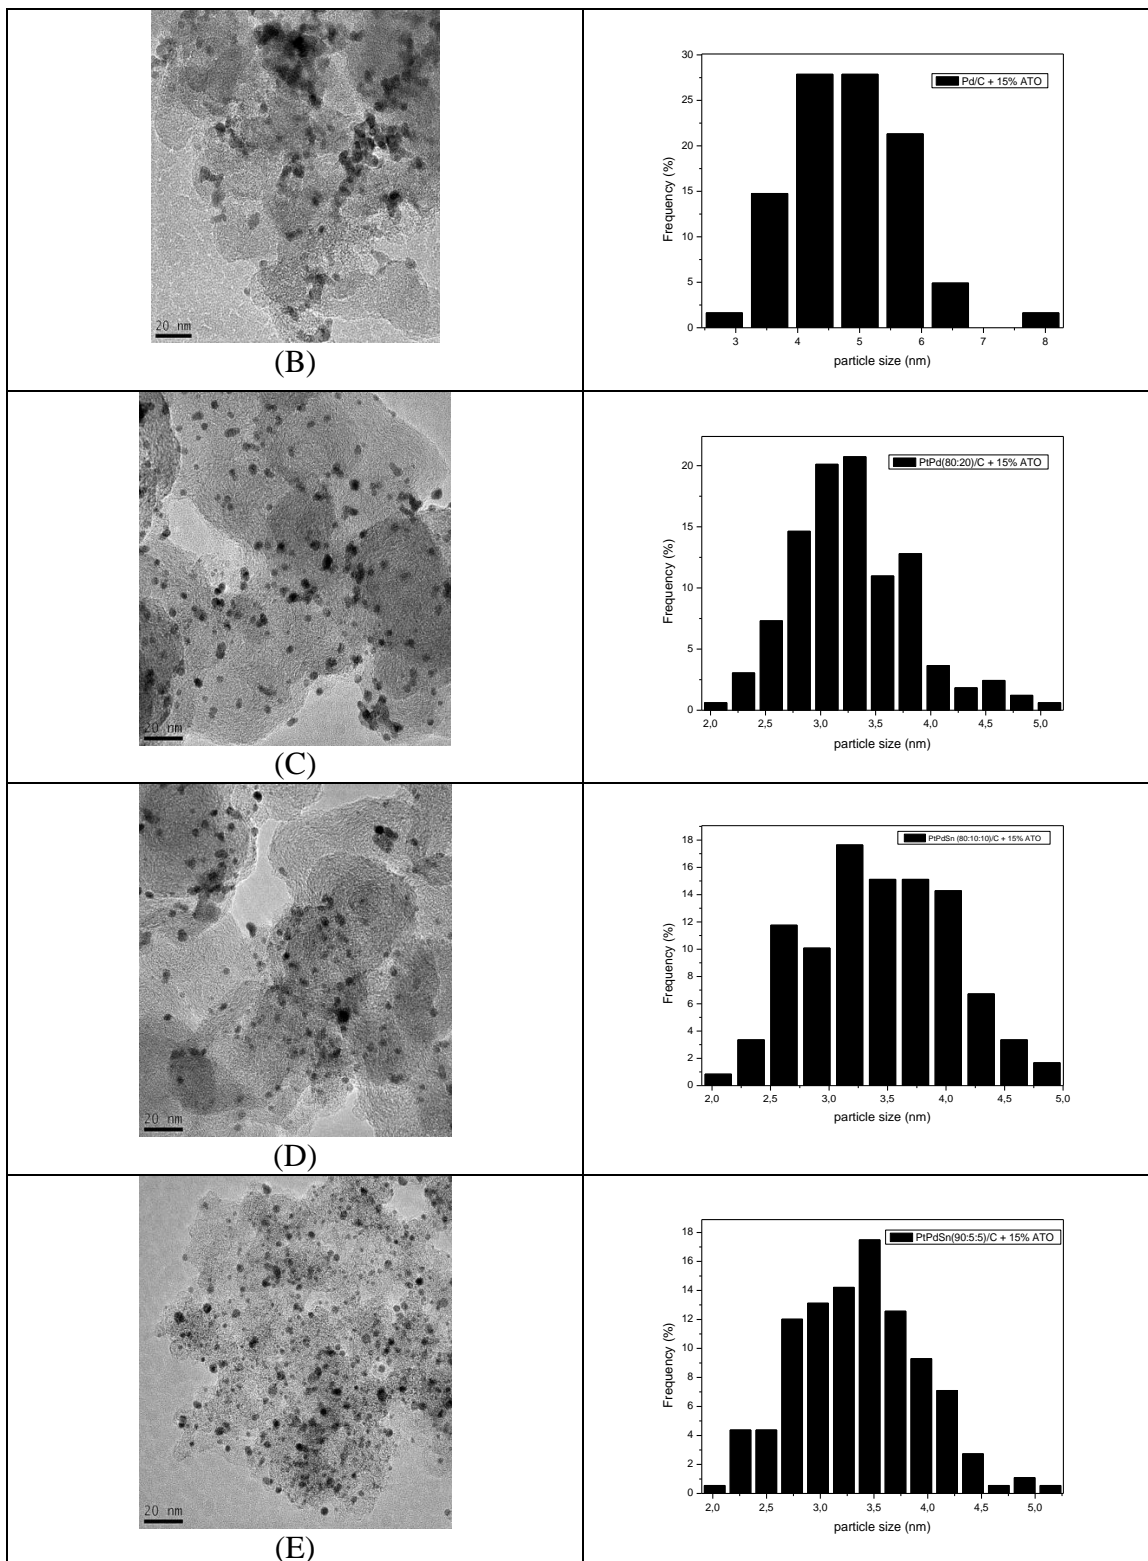 20 nm
(B)
30
25
20
15
10
5
0
Frequency (%)
Pd/C + 15% ATO
3 4 5 6 7 8
particle size (nm)
20 nm
(C)
20
15
10
5
0
Frequency (%)
PtPd(80:20)/C + 15% ATO
2,0 2,5 3,0 3,5 4,0 4,5 5,0
particle size (nm)
20 nm
(D)
18
16
14
12
10
8
6
4
2
0
Frequency (%)
PtPdSn (80:10:10)/C + 15% ATO
2,0 2,5 3,0 3,5 4,0 4,5 5,0
particle size (nm)
20 nm
(E)
18
16
14
12
10
8
6
4
2
0
Frequency (%)
PtPdSn(90:5:5)/C + 15% ATO
2,0 2,5 3,0 3,5 4,0 4,5 5,0
particle size (nm)